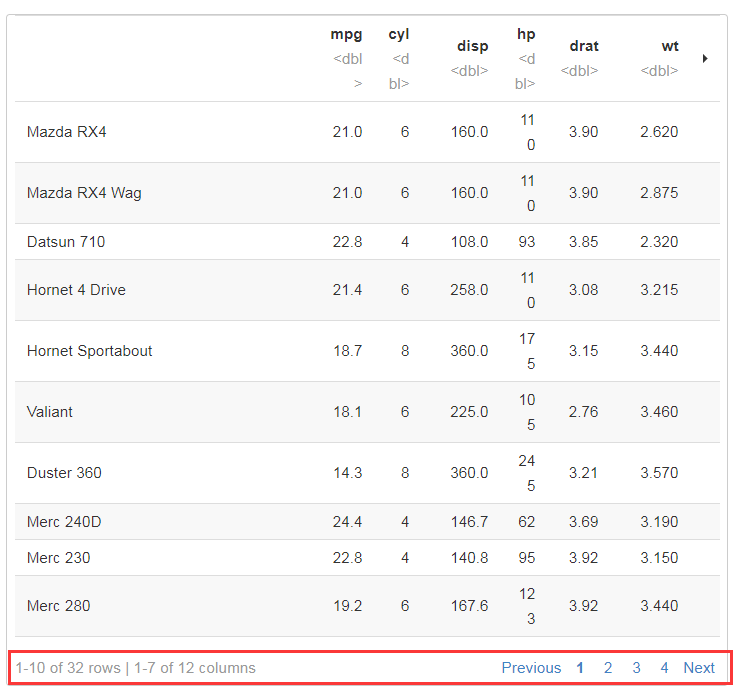 mpg cyl disp hp drat wt
<dbl> <dbl> <dbl> <dbl> <dbl> <dbl>
Mazda RX4 21.0 6 160.0 110 3.90 2.620
Mazda RX4 Wag 21.0 6 160.0 110 3.90 2.875
Datsun 710 22.8 4 108.0 93 3.85 2.320
Hornet 4 Drive 21.4 6 258.0 110 3.08 3.215
Hornet Sportabout 18.7 8 360.0 175 3.15 3.440
Valiant 18.1 6 225.0 105 2.76 3.460
Duster 360 14.3 8 360.0 245 3.21 3.570
Merc 240D 24.4 4 146.7 62 3.69 3.190
Merc 230 22.8 4 140.8 95 3.92 3.150
Merc 280 19.2 6 167.6 123 3.92 3.440
1-10 of 32 rows | 1-7 of 12 columns Previous 1 2 3 4 Next